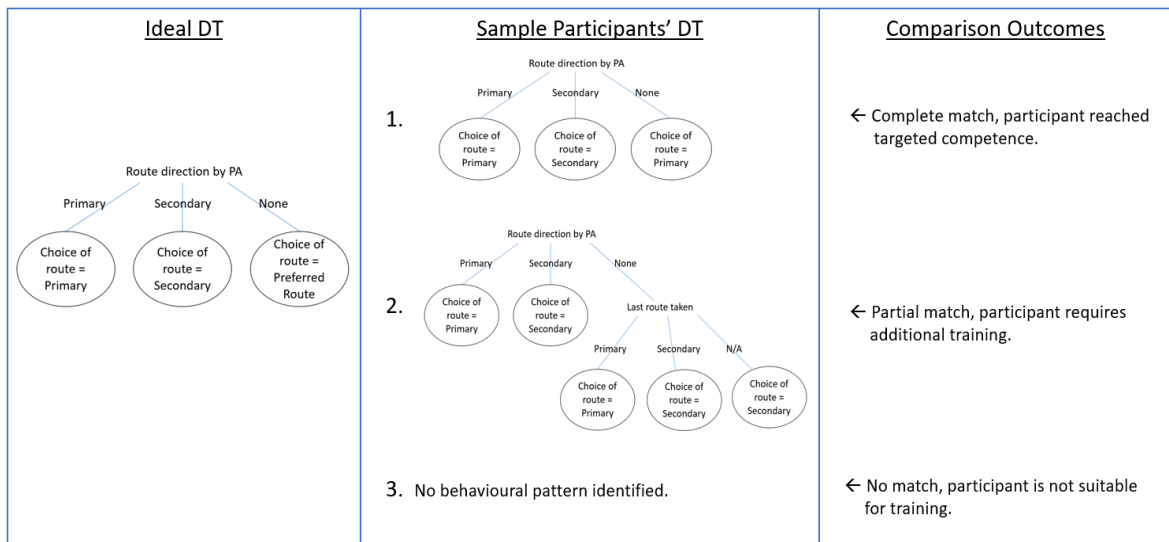 Ideal DT
Route direction by PA
Primary
Secondary
None
Choice of
route =
Primary
Choice of
route =
Secondary
Choice of
route =
Preferred
Route
Sample Participants’ DT
1.
Route direction by PA
Primary
Secondary
None
Choice of
route =
Primary
Choice of
route =
Secondary
Choice of
route =
Primary
2.
Route direction by PA
Primary
Secondary
None
Choice of
route =
Primary
Choice of
route =
Secondary
Last route taken
Primary
Secondary
N/A
Choice of
route =
Primary
Choice of
route =
Secondary
Choice of
route =
Secondary
3. No behavioural pattern identified.
Comparison Outcomes
← Complete match, participant reached
targeted competence.
← Partial match, participant requires
additional training.
← No match, participant is not suitable
for training.